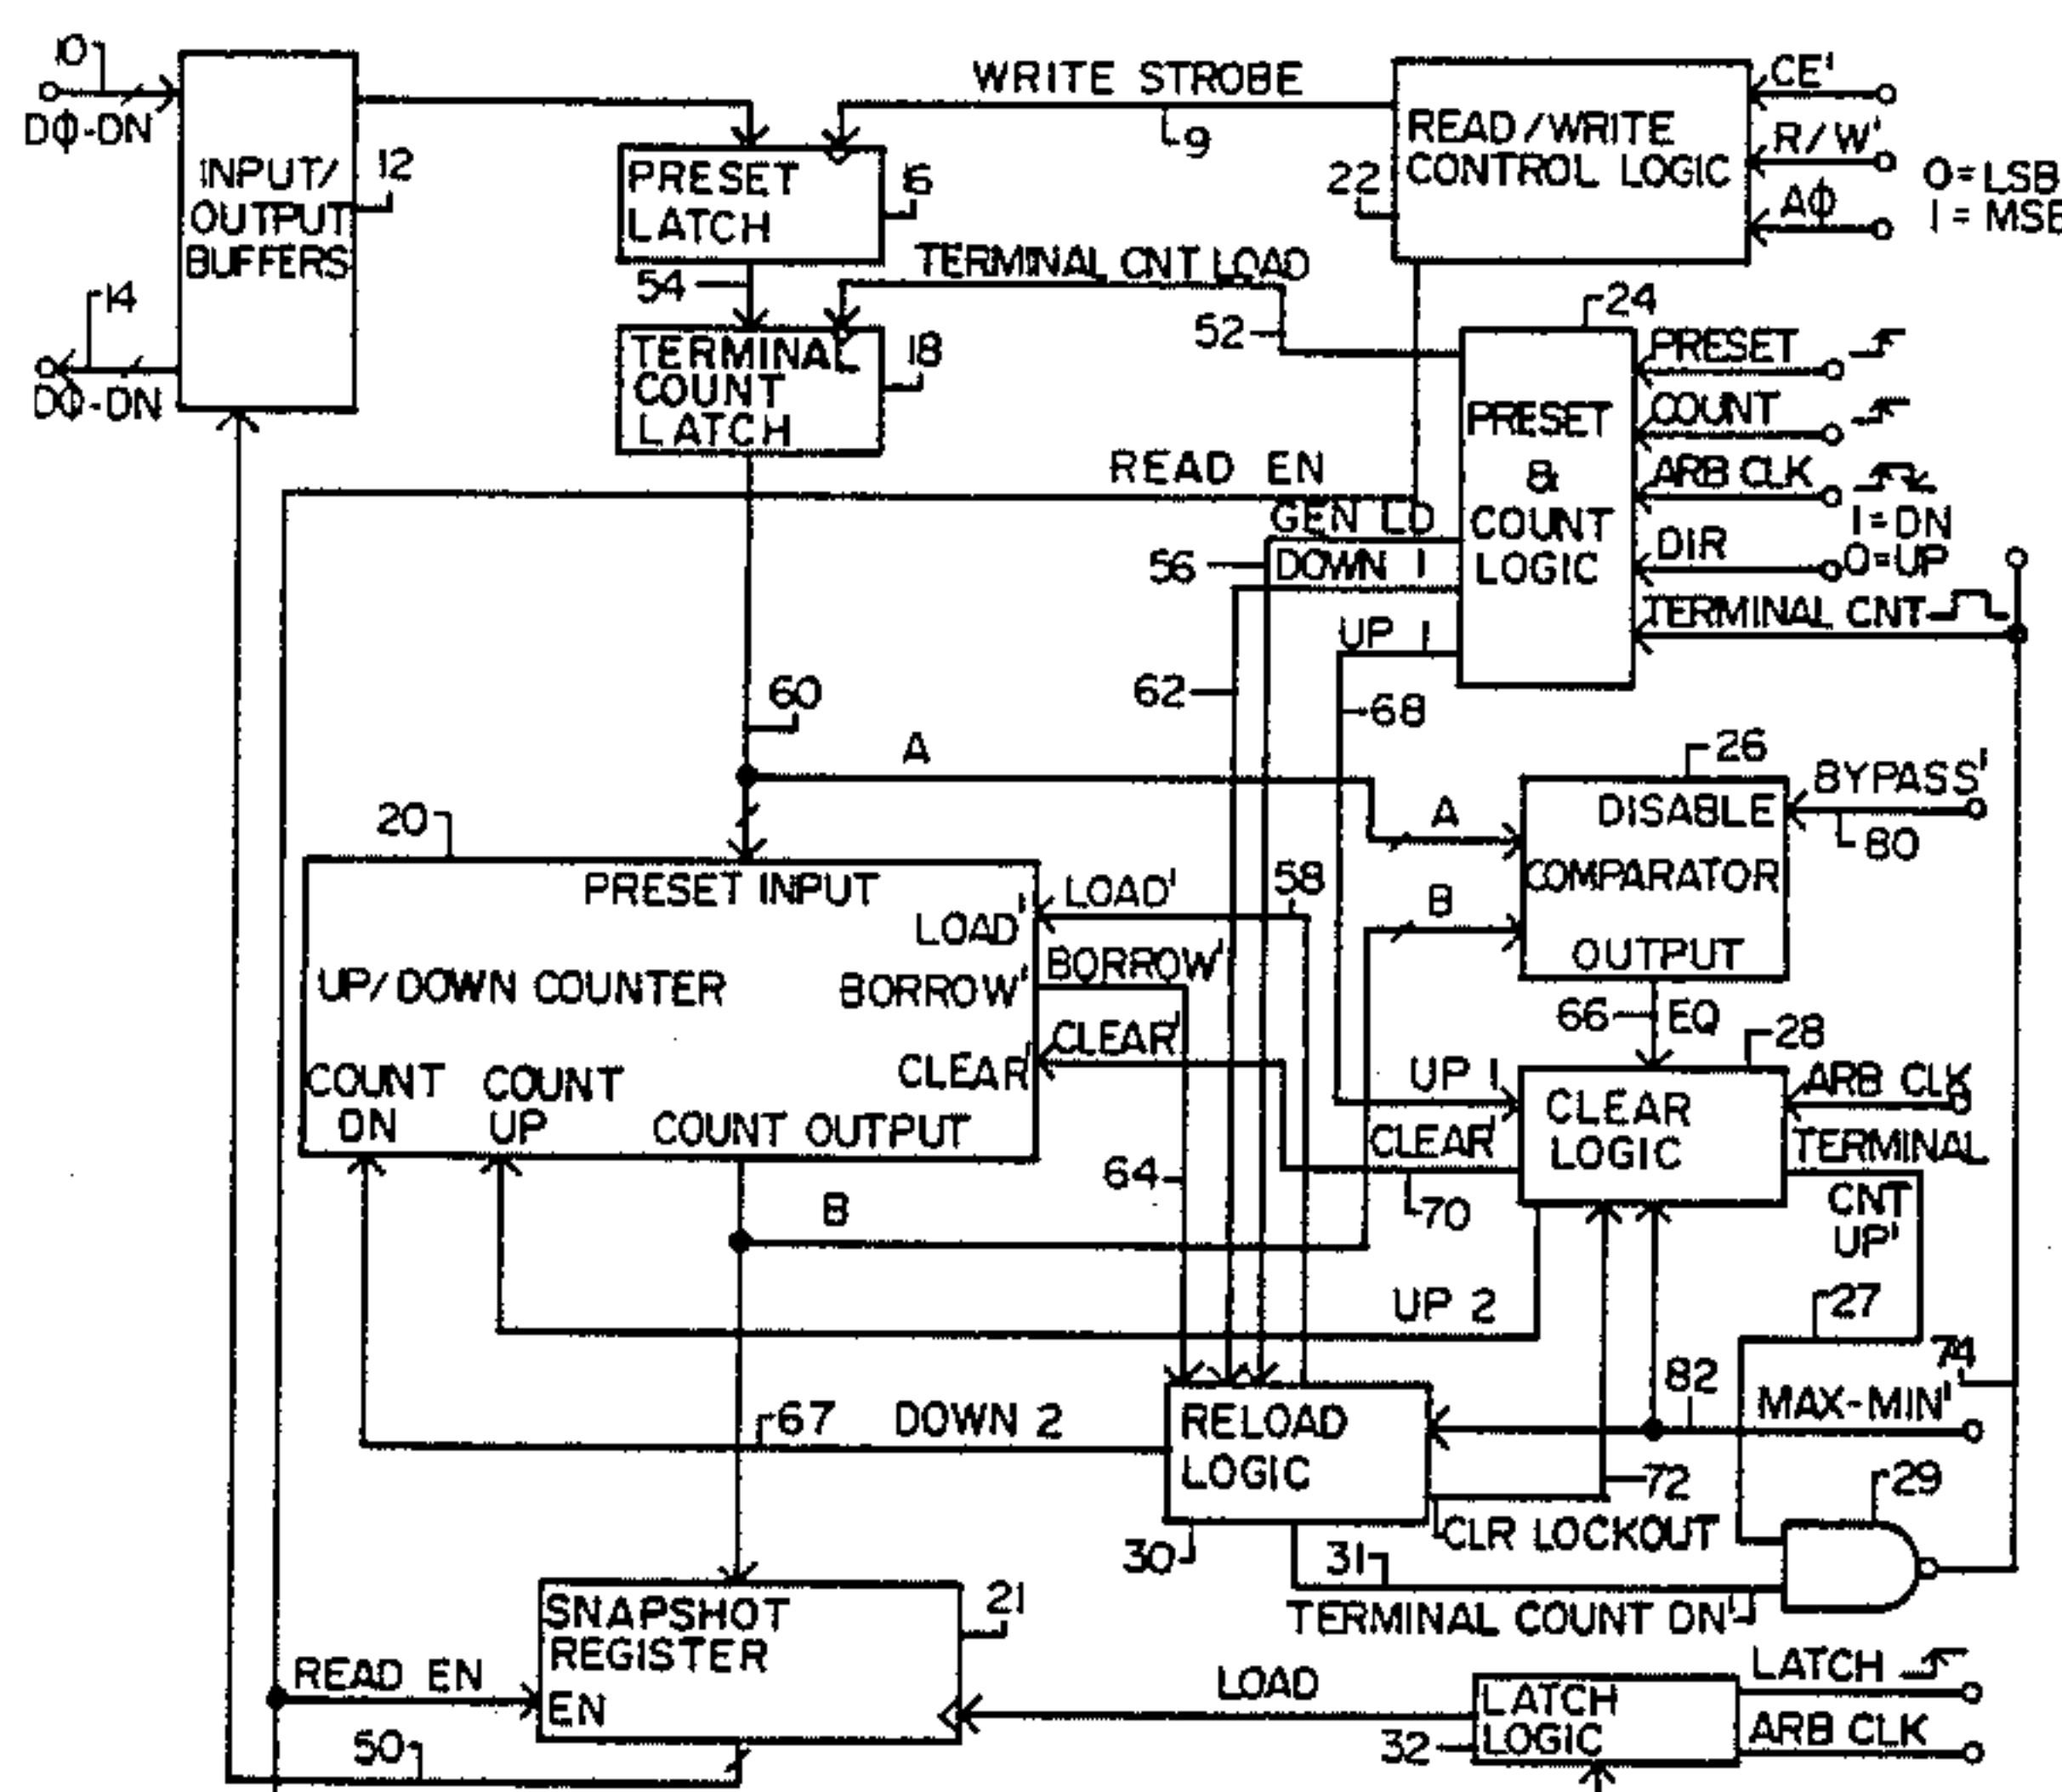 10
DΦ-DN
INPUT/
OUTPUT
BUFFERS
12
14
DΦ-DN
WRITE STROBE
9
PRESET
LATCH
16
54
TERMINAL CNT LOAD
52
TERMINAL
COUNT
LATCH
18
READ/WRITE
CONTROL LOGIC
22
CE'
R/W'
AΦ
0=LSB
1=MSB
24
PRESET
&
COUNT
LOGIC
PRESET
COUNT
ARB CLK
1=DN
DIR
0=UP
TERMINAL CNT
READ EN
GEN LD
56
DOWN 1
UP 1
62
68
60
A
20
PRESET INPUT
LOAD'
UP/DOWN COUNTER
BORROW'
CLEAR'
COUNT
DN
COUNT
UP
COUNT OUTPUT
LOAD'
58
BORROW'
CLEAR'
26
DISABLE
COMPARATOR
OUTPUT
A
B
BYPASS'
80
66
EQ
28
UP 1
CLEAR
LOGIC
ARB CLK
TERMINAL
CNT
UP'
CLEAR'
70
64
B
UP 2
27
74
82
MAX-MIN'
67
DOWN 2
RELOAD
LOGIC
30
72
CLR LOCKOUT
29
31
TERMINAL COUNT DN'
SNAPSHOT
REGISTER
EN
21
READ EN
50
LOAD
LATCH
LOGIC
32
LATCH
ARB CLK